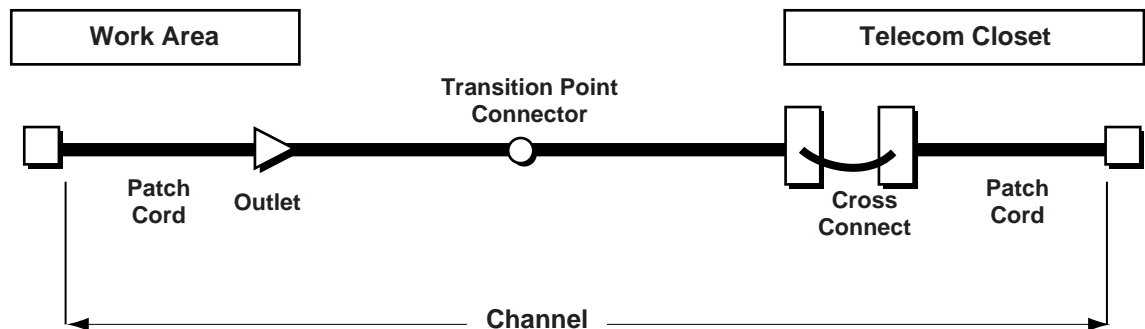 Work Area
Telecom Closet
Transition Point
Connector
Patch
Cord
Outlet
Cross
Connect
Patch
Cord
Channel